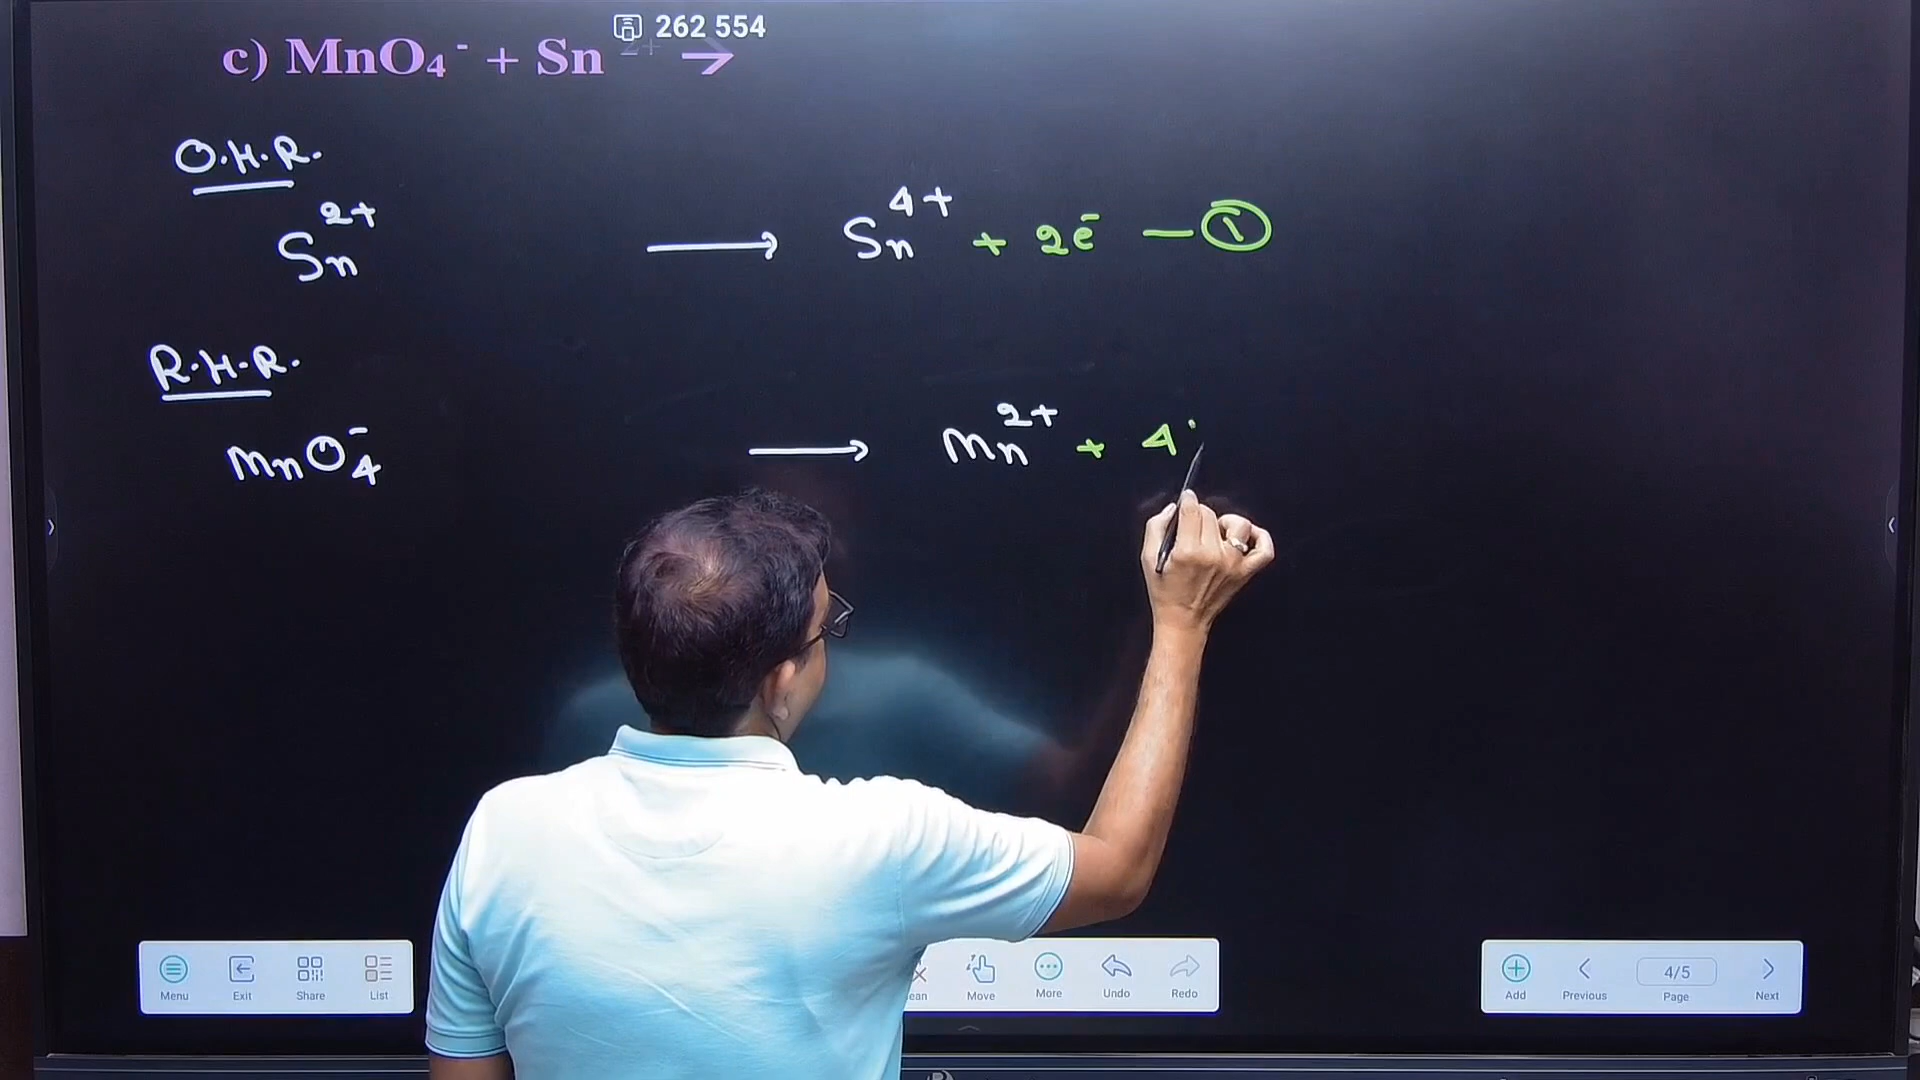 262 554
c) MnO₄⁻ + Sn²⁺ →
O.H.R.
Sn²⁺ → Sn⁴⁺ + 2e⁻ — ①
R.H.R.
MnO₄⁻ → Mn²⁺ + 4
Menu Exit Share List Move More Undo Redo Add Previous 4/5 Page Next